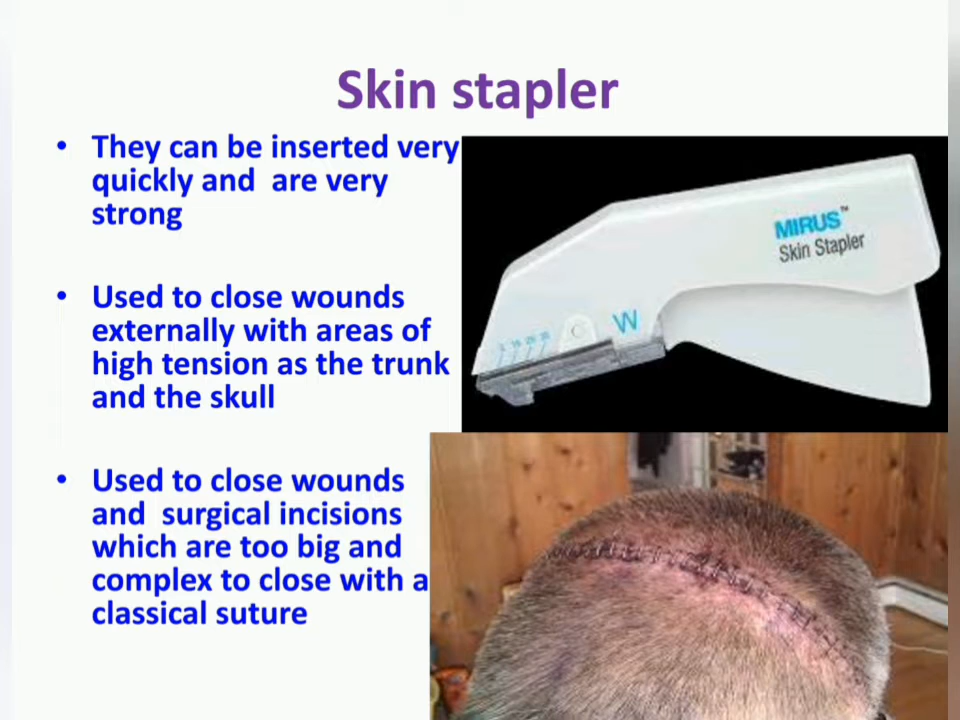 Skin stapler
• They can be inserted very
quickly and are very
strong
• Used to close wounds
externally with areas of
high tension as the trunk
and the skull
• Used to close wounds
and surgical incisions
which are too big and
complex to close with a
classical suture
MIRUS™
Skin Stapler
W